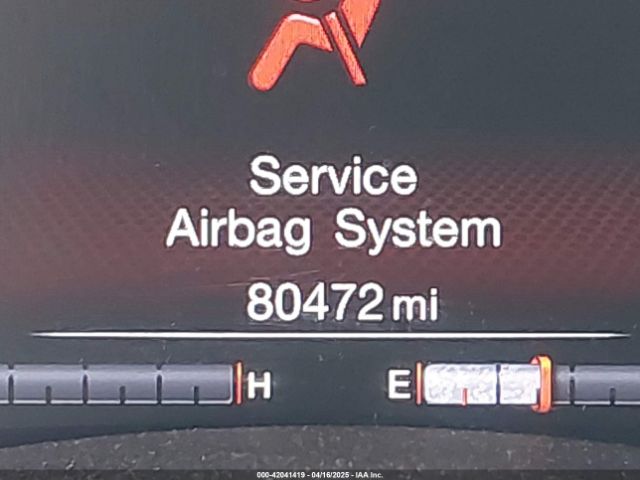 Service
Airbag System
80472 mi
H E
000-42041419 - 04/16/2025 - IAA Inc.